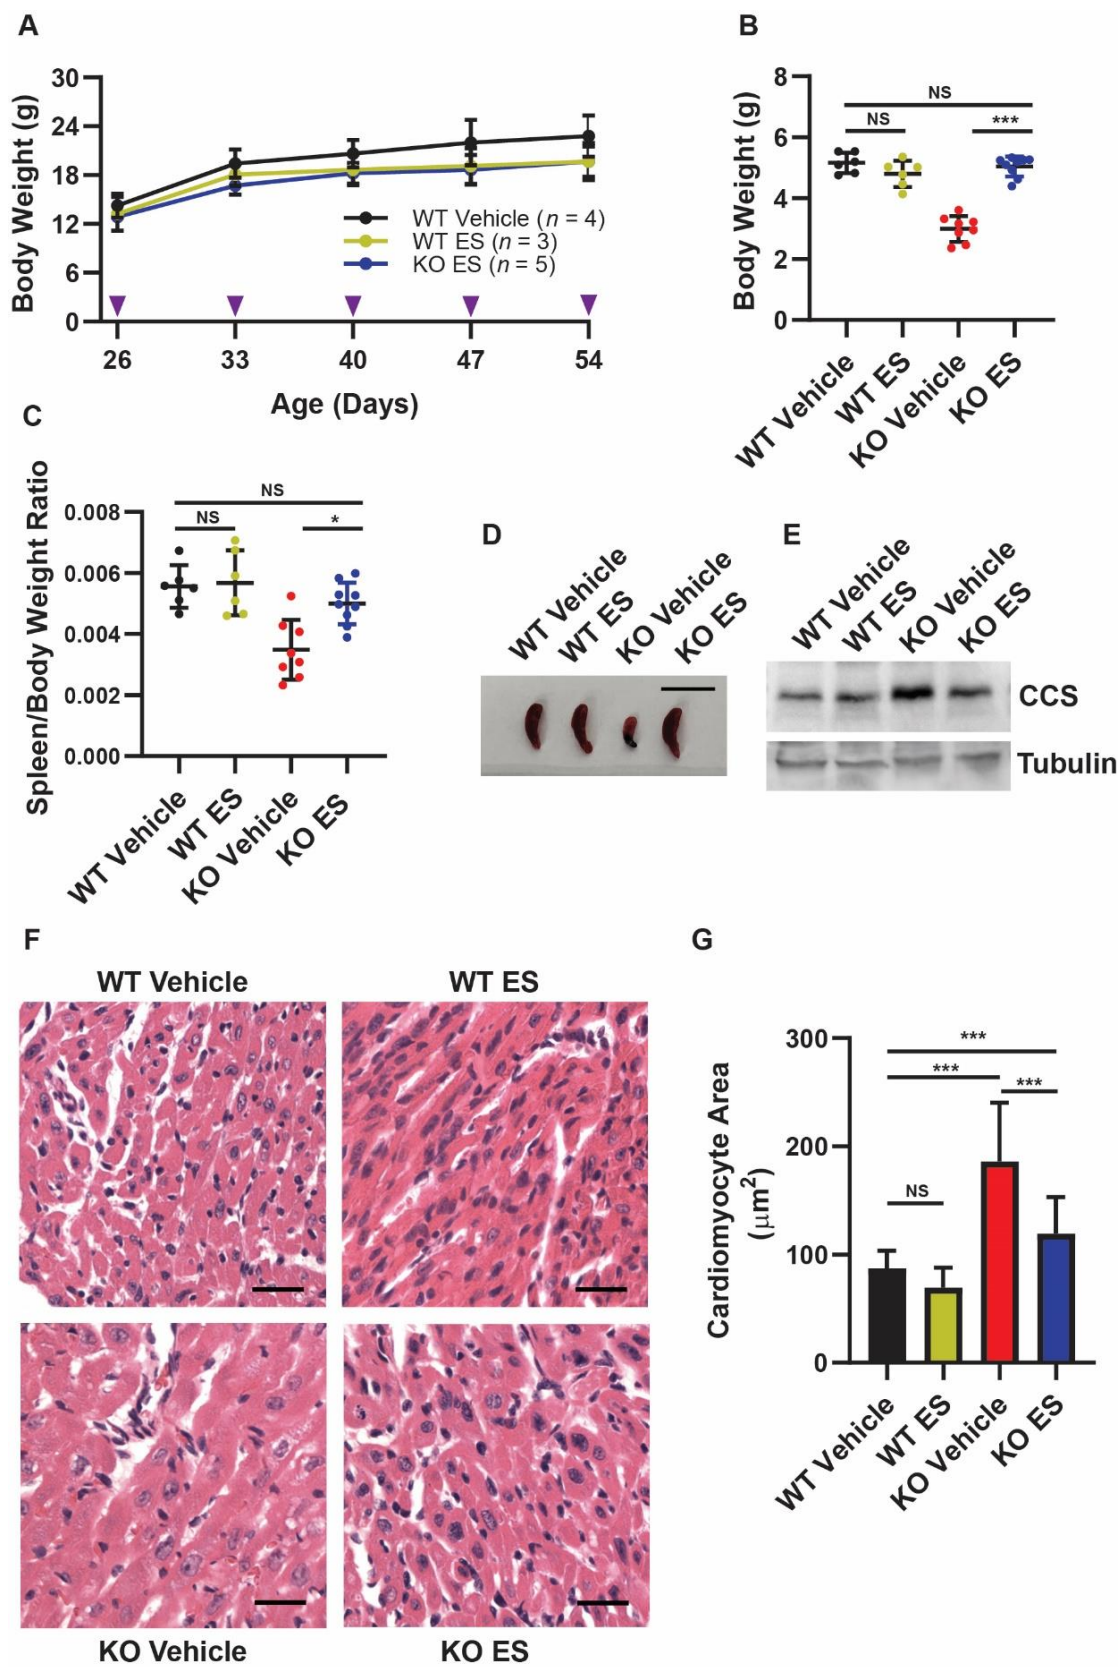 A
Body Weight (g)
30
24
18
12
6
0
WT Vehicle (n = 4)
WT ES (n = 3)
KO ES (n = 5)
26 33 40 47 54
Age (Days)
B
Body Weight (g)
8
6
4
2
0
NS
NS
***
WT Vehicle
WT ES
KO Vehicle
KO ES
C
Spleen/Body Weight Ratio
0.008
0.006
0.004
0.002
0.000
NS
NS
*
WT Vehicle
WT ES
KO Vehicle
KO ES
D
WT Vehicle
WT ES
KO Vehicle
KO ES
E
WT Vehicle
WT ES
KO Vehicle
KO ES
CCS
Tubulin
F
WT Vehicle
WT ES
KO Vehicle
KO ES
G
Cardiomyocyte Area
(μm²)
300
200
100
0
***
***
***
NS
WT Vehicle
WT ES
KO Vehicle
KO ES